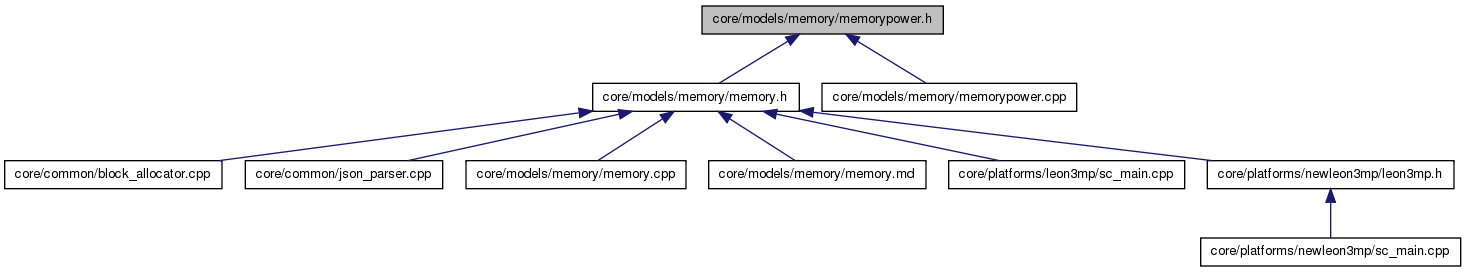 core/models/memory/memorypower.h
core/models/memory/memory.h
core/models/memory/memorypower.cpp
core/common/block_allocator.cpp
core/common/json_parser.cpp
core/models/memory/memory.cpp
core/models/memory/memory.md
core/platforms/leon3mp/sc_main.cpp
core/platforms/newleon3mp/leon3mp.h
core/platforms/newleon3mp/sc_main.cpp